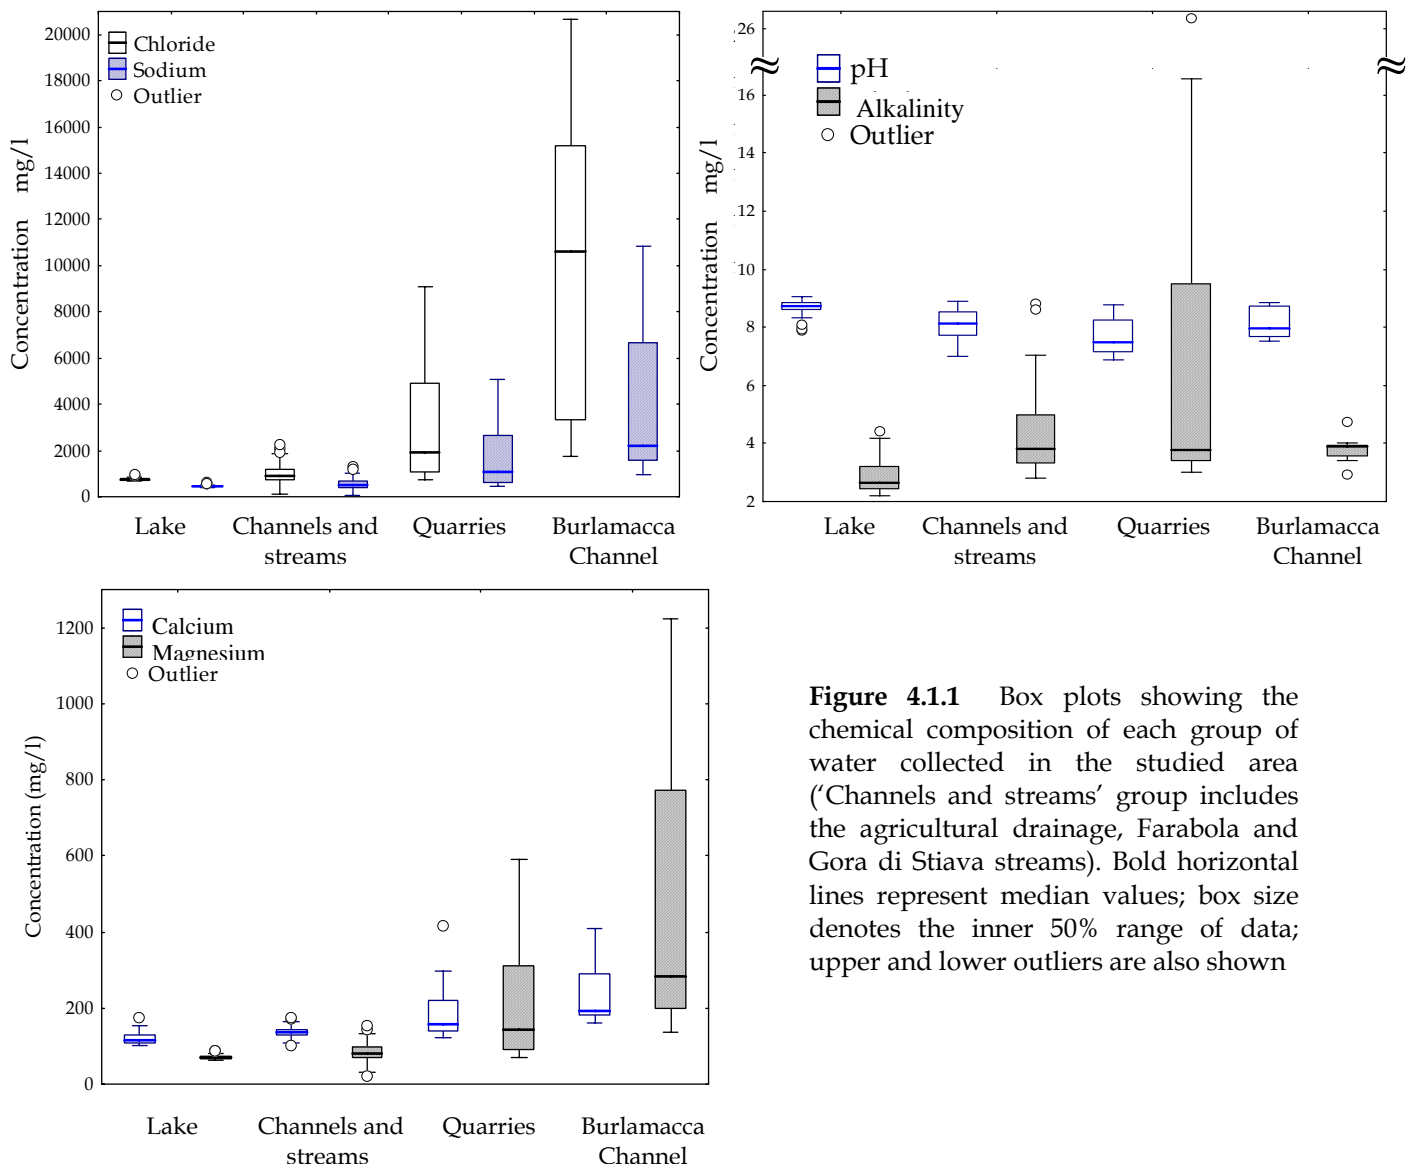 20000
18000
16000
14000
12000
10000
8000
6000
4000
2000
0
Concentration mg/l
Chloride
Sodium
Outlier
Lake
Channels and
streams
Quarries
Burlamacca
Channel
26
16
14
12
10
8
6
4
2
Concentration mg/l
pH
Alkalinity
Outlier
Lake
Channels and
streams
Quarries
Burlamacca
Channel
1200
1000
800
600
400
200
0
Concentration (mg/l)
Calcium
Magnesium
Outlier
Lake
Channels and
streams
Quarries
Burlamacca
Channel
Figure 4.1.1 Box plots showing the
chemical composition of each group of
water collected in the studied area
('Channels and streams' group includes
the agricultural drainage, Farabola and
Gora di Stiava streams). Bold horizontal
lines represent median values; box size
denotes the inner 50% range of data;
upper and lower outliers are also shown